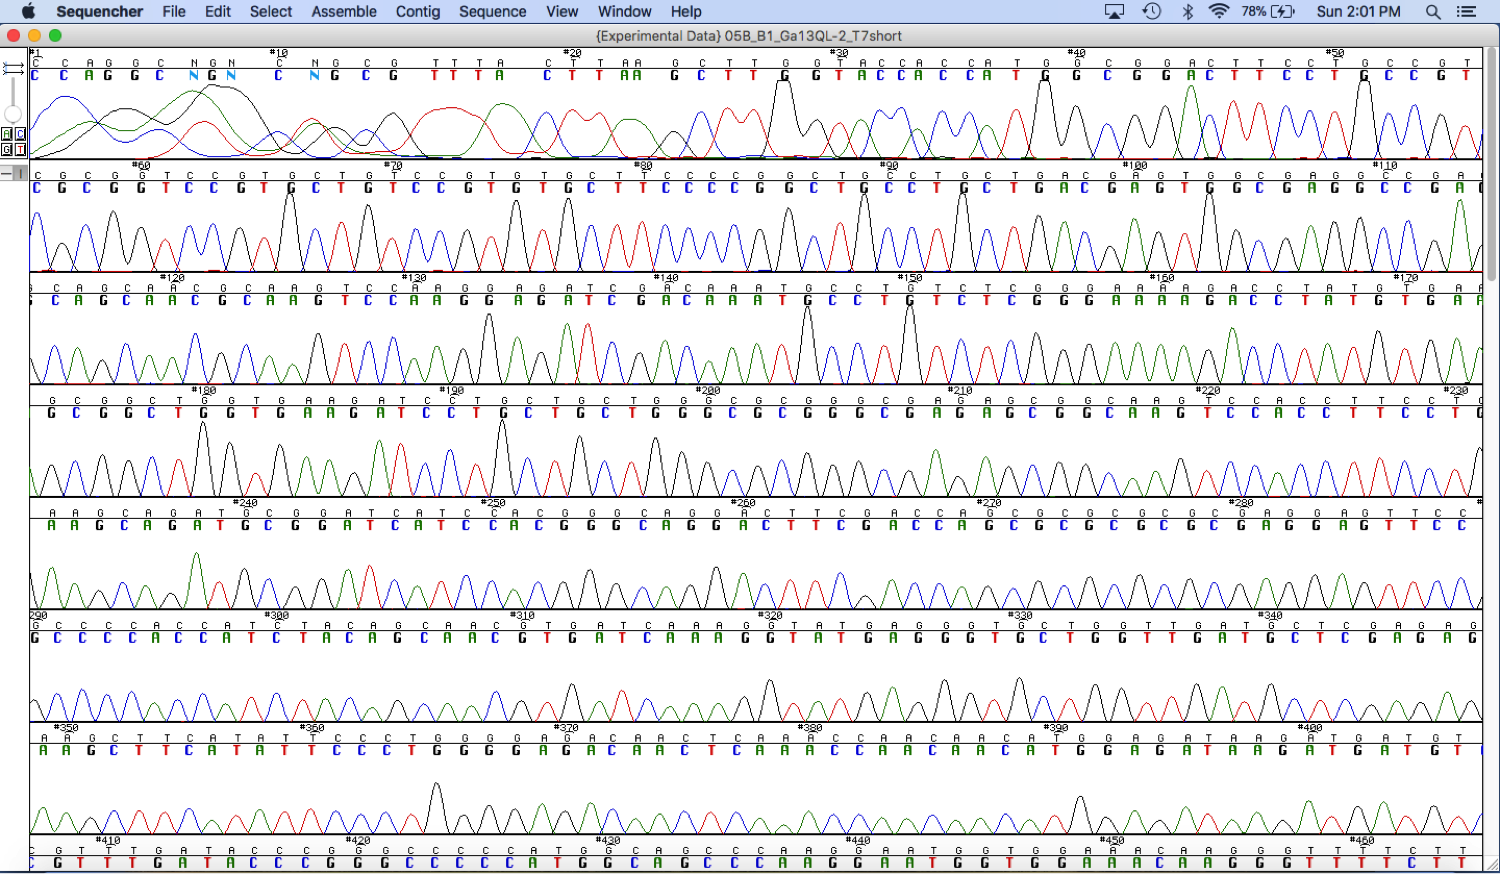 Sequencher File Edit Select Assemble Contig Sequence View Window Help 78% Sun 2:01 PM
{Experimental Data} 05B_B1_Ga13QL-2_T7short
#1 #10 #20 #30 #40 #50
C C A G G C N G N C N G C G T T T A C T T A A G C T T G G T A C C A C C A T G G C G G A C T T C C T G C C G T
C C A G G C N G N C N G C G T T T A C T T A A G C T T G G T A C C A C C A T G G C G G A C T T C C T G C C G T
A C
G T
#60 #70 #80 #90 #100 #110
C G C G G T C C G T G C T G T C C G T G T G C T T C C C C G G C T G C C T G C T G A C G A G T G G C G A G G C C G A G
C G C G G T C C G T G C T G T C C G T G T G C T T C C C C G G C T G C C T G C T G A C G A G T G G C G A G G C C G A G
#120 #130 #140 #150 #160 #170
G C A G C A A C G C A A G T C C A A G G A G A T C G A C A A A T G C C T G T C T C G G G A A A A G A C C T A T G T G A A
G C A G C A A C G C A A G T C C A A G G A G A T C G A C A A A T G C C T G T C T C G G G A A A A G A C C T A T G T G A A
#180 #190 #200 #210 #220 #230
G C G G C T G G T G A A G A T C C T G C T G C T G G G C G C G G G C G A G A G C G G C A A G T C C A C C T T C C T G
G C G G C T G G T G A A G A T C C T G C T G C T G G G C G C G G G C G A G A G C G G C A A G T C C A C C T T C C T G
#240 #250 #260 #270 #280
A A G C A G A T G C G G A T C A T C C A C G G G C A G G A C T T C G A C C A G C G C G C G C G C G A G G A G T T C C
A A G C A G A T G C G G A T C A T C C A C G G G C A G G A C T T C G A C C A G C G C G C G C G C G A G G A G T T C C
290 #300 #310 #320 #330 #340
G C C C C A C C A T C T A C A G C A A C G T G A T C A A A G G T A T G A G G G T G C T G G T T G A T G C T C G A G A G
G C C C C A C C A T C T A C A G C A A C G T G A T C A A A G G T A T G A G G G T G C T G G T T G A T G C T C G A G A G
#350 #360 #370 #380 #390 #400
A A G C T T C A T A T T C C C T G G G G A G A C A A C T C A A A C C A A C A A C A T G G A G A T A A G A T G A T G T
A A G C T T C A T A T T C C C T G G G G A G A C A A C T C A A A C C A A C A A C A T G G A G A T A A G A T G A T G T
#410 #420 #430 #440 #450 #460
C G T T T G A T A C C C G G G C C C C C A T G G C A G C C C A A G G A A T G G T G G A A A C A A G G G T T T T C T T
C G T T T G A T A C C C G G G C C C C C A T G G C A G C C C A A G G A A T G G T G G A A A C A A G G G T T T T C T T